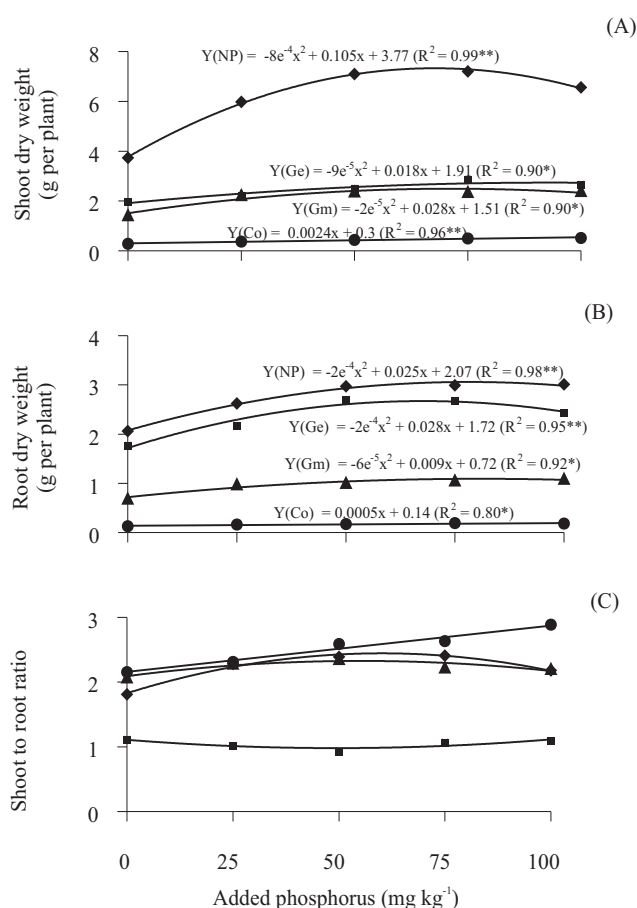 (A)
Y(NP) = -8e⁻⁴x² + 0.105x + 3.77 (R² = 0.99**)
Y(Ge) = -9e⁻⁵x² + 0.018x + 1.91 (R² = 0.90*)
Y(Gm) = -2e⁻⁵x² + 0.028x + 1.51 (R² = 0.90*)
Y(Co) = 0.0024x + 0.3 (R² = 0.96**)
8
6
4
2
0
Shoot dry weight
(g per plant)
(B)
Y(NP) = -2e⁻⁴x² + 0.025x + 2.07 (R² = 0.98**)
Y(Ge) = -2e⁻⁴x² + 0.028x + 1.72 (R² = 0.95**)
Y(Gm) = -6e⁻⁵x² + 0.009x + 0.72 (R² = 0.92*)
Y(Co) = 0.0005x + 0.14 (R² = 0.80*)
4
3
2
1
0
Root dry weight
(g per plant)
(C)
3
2
1
0
Shoot to root ratio
0 25 50 75 100
Added phosphorus (mg kg⁻¹)